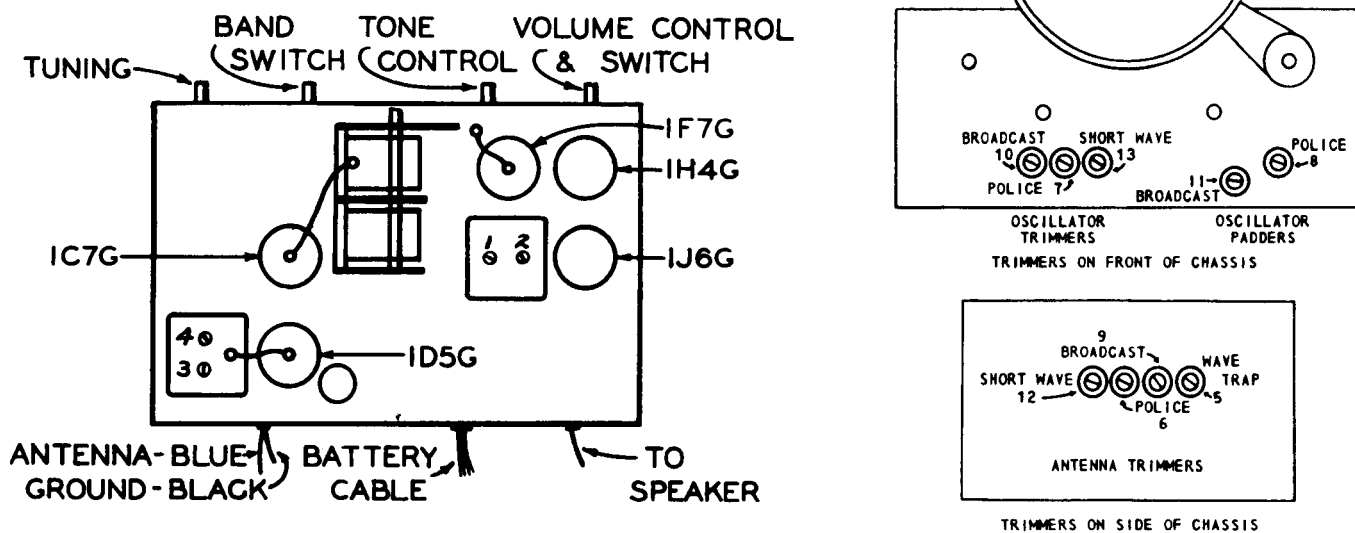 BAND TONE VOLUME CONTROL
TUNING SWITCH CONTROL & SWITCH
1F7G
1H4G
1 2
1C7G
1J6G
4
3
1D5G
ANTENNA-BLUE BATTERY TO
GROUND-BLACK CABLE SPEAKER
BROADCAST SHORT WAVE
10 13
POLICE 7
POLICE
8
11
BROADCAST
OSCILLATOR OSCILLATOR
TRIMMERS PADDERS
TRIMMERS ON FRONT OF CHASSIS
9
BROADCAST WAVE
SHORT WAVE TRAP
12 5
POLICE
6
ANTENNA TRIMMERS
TRIMMERS ON SIDE OF CHASSIS